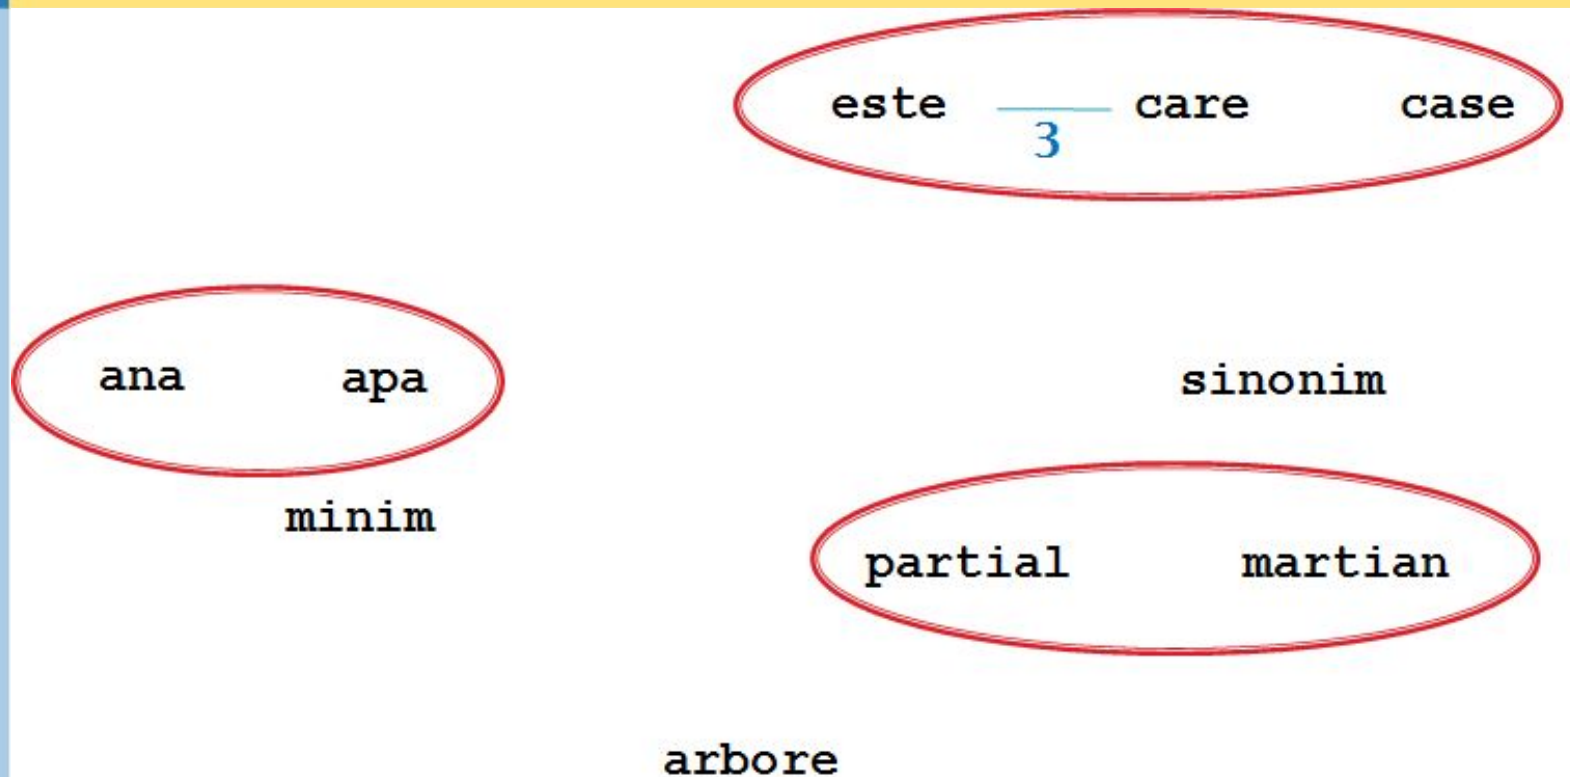 este care case
3
ana apa sinonim
minim
partial martian
arbore